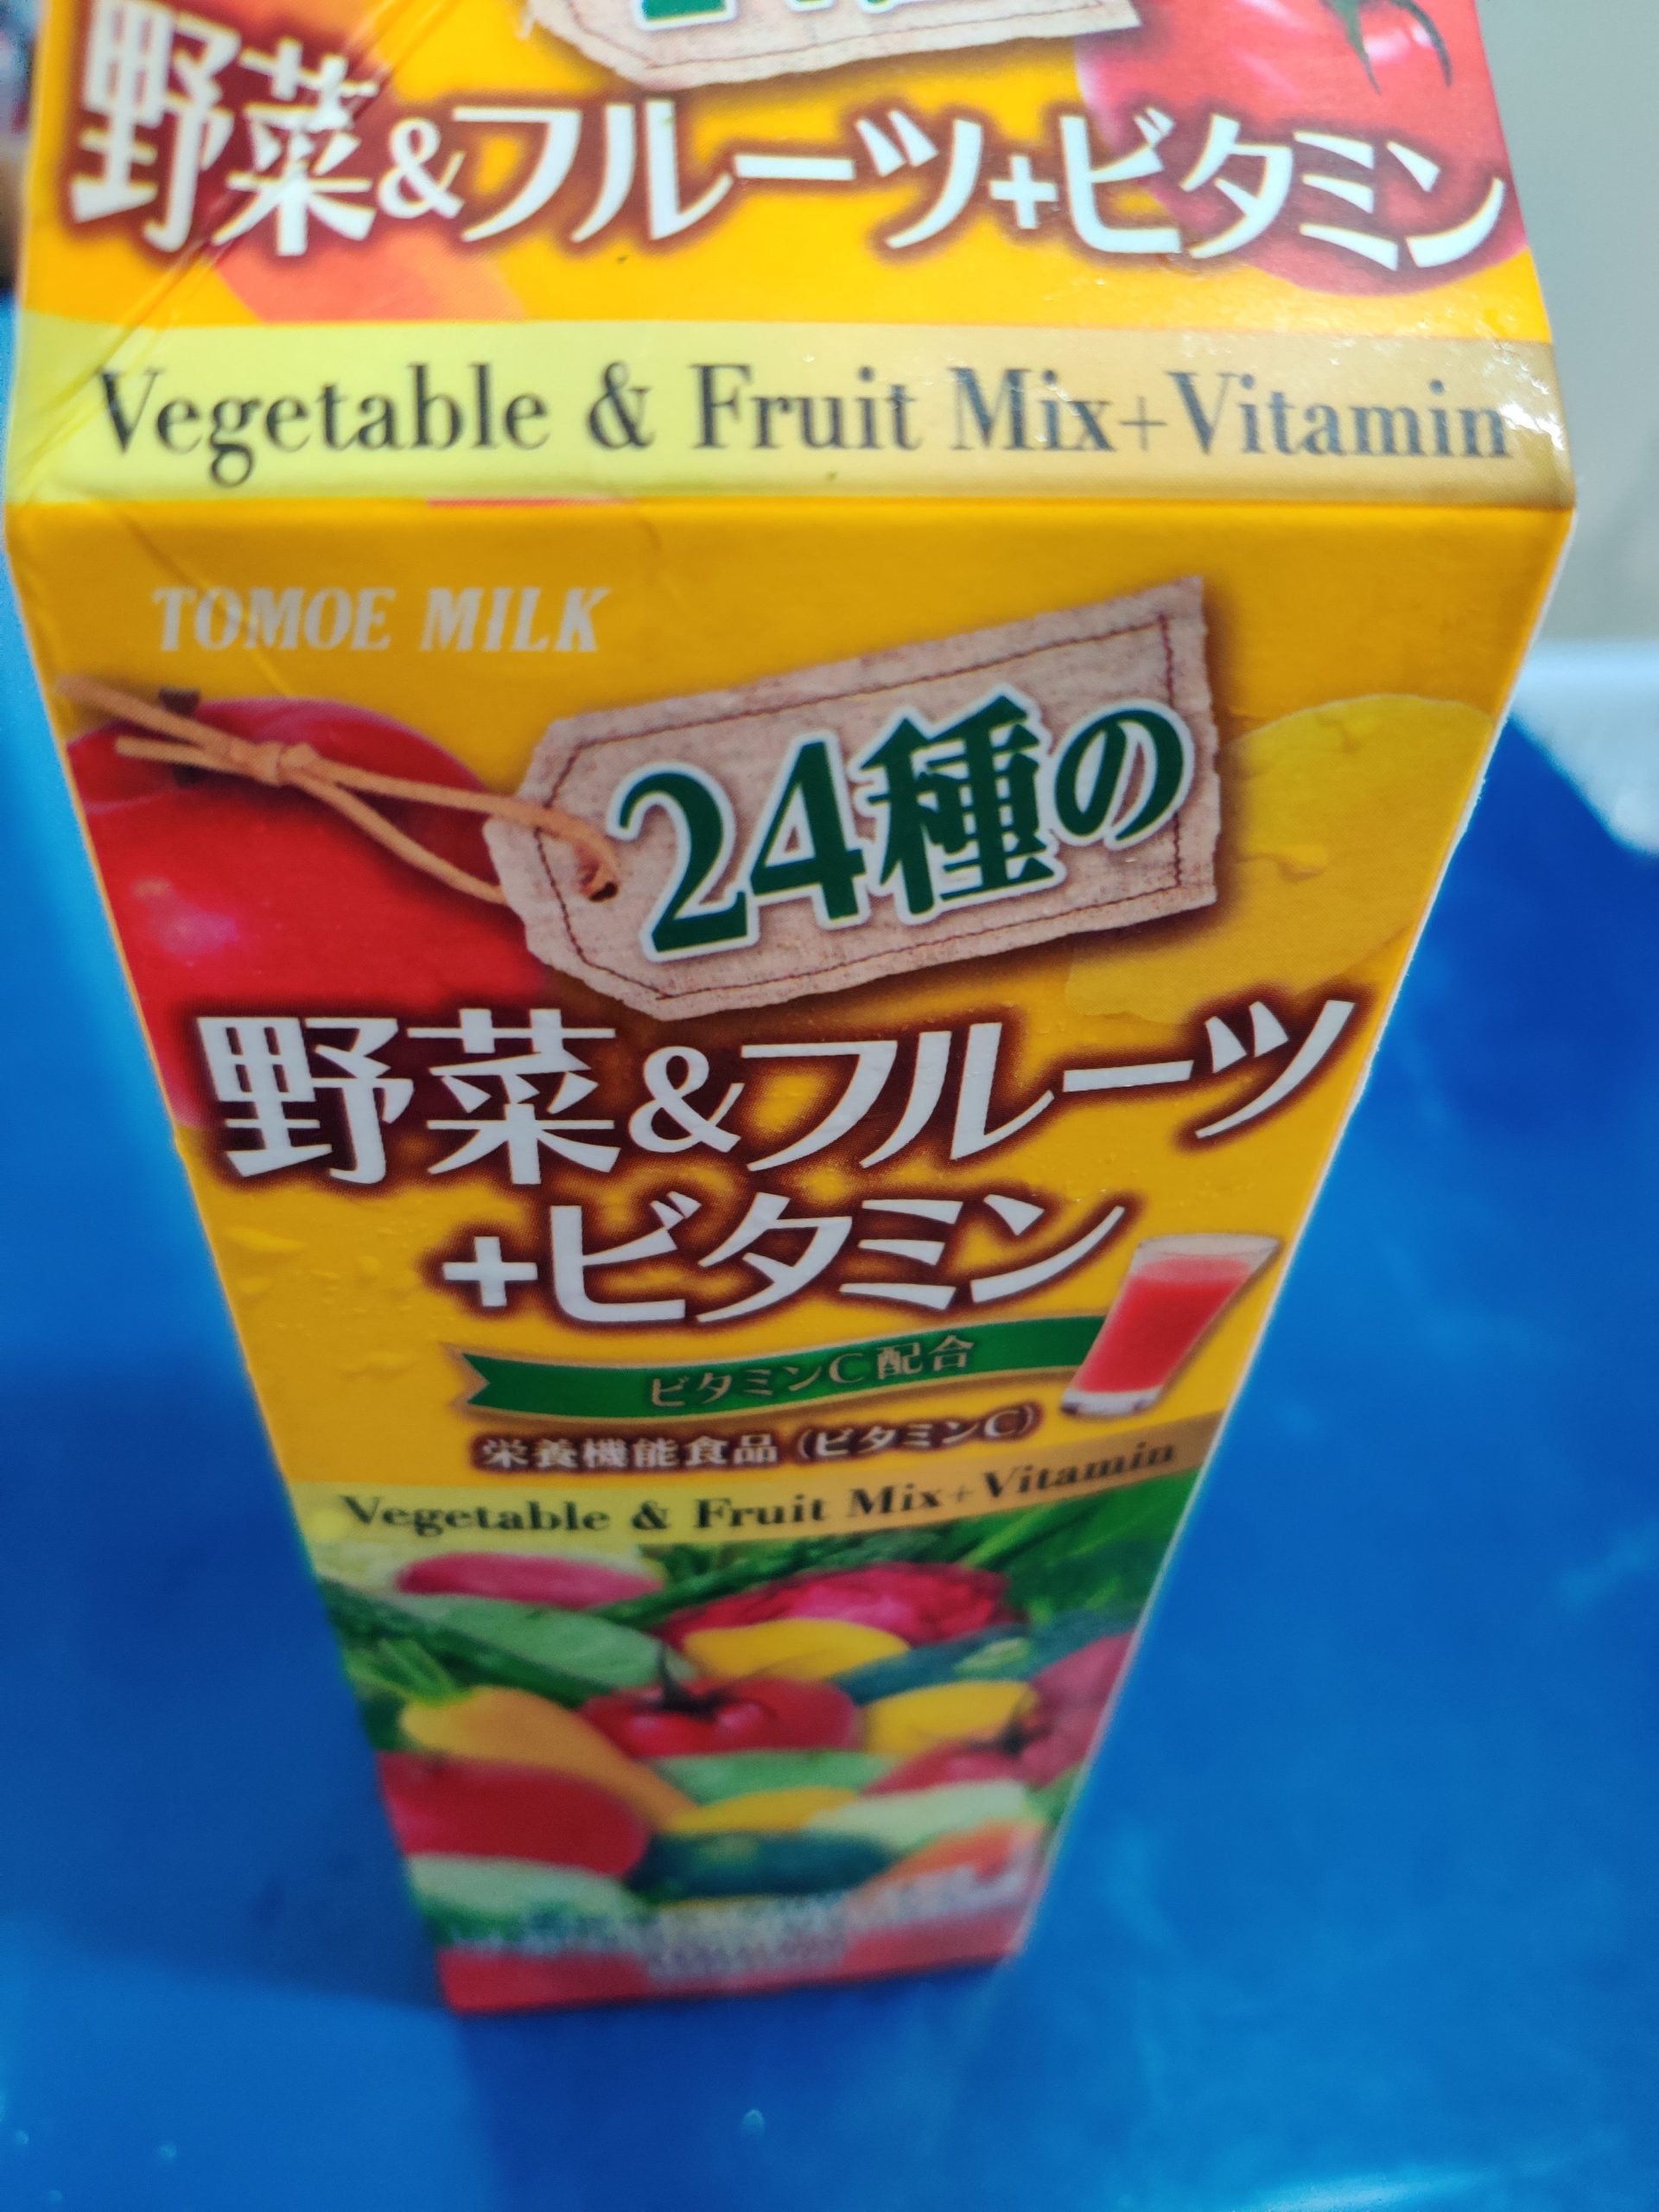 野菜&フルーツ+ビタミン
Vegetable & Fruit Mix+Vitamin
TOMOE MILK
24種の
野菜&フルーツ
+ビタミン
ビタミンC配合
栄養機能食品（ビタミンC）
Vegetable & Fruit Mix+Vitamin